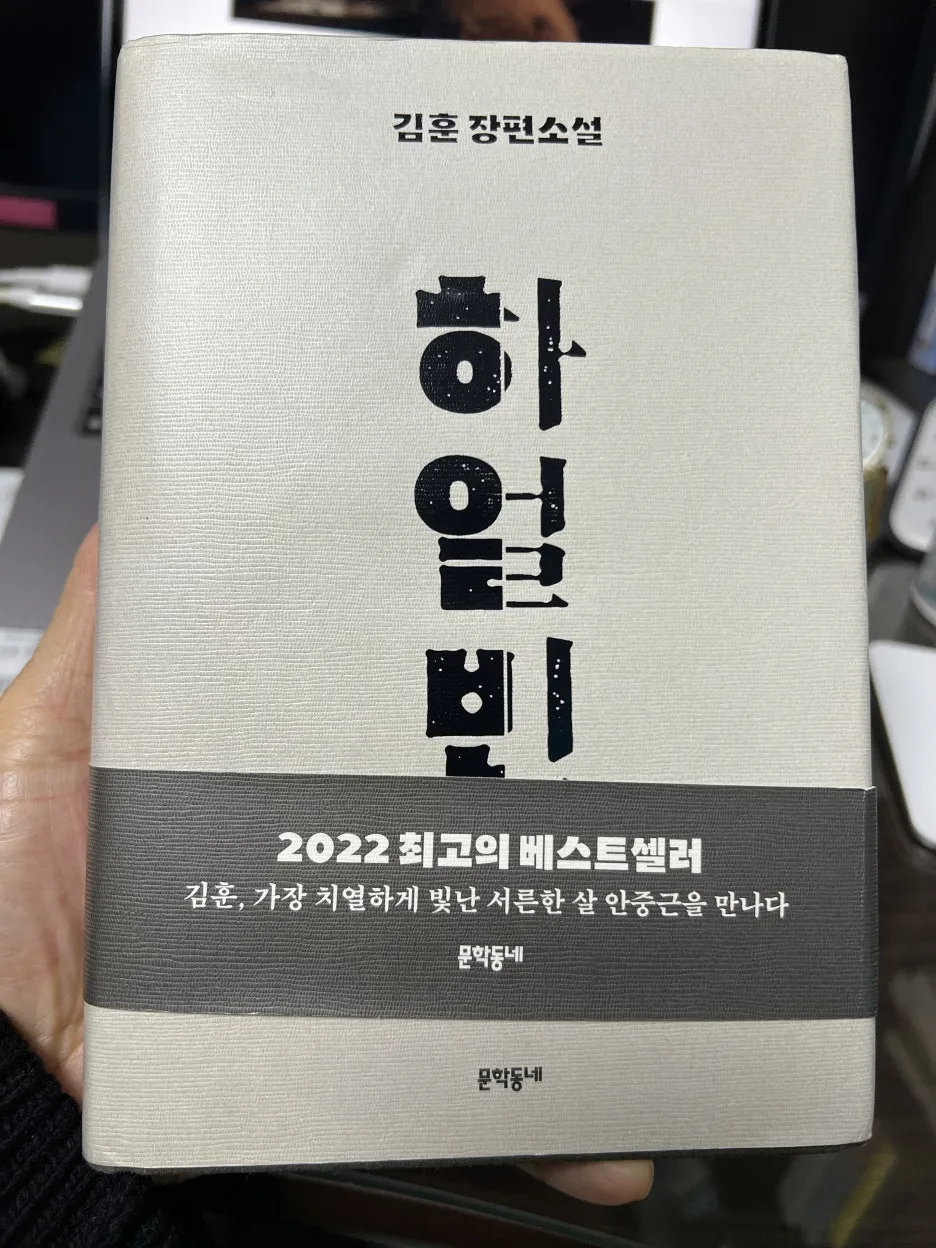 김훈 장편소설
하
얼
빈
2022 최고의 베스트셀러
김훈, 가장 치열하게 빛난 서른한 살 안중근을 만나다
문학동네
문학동네